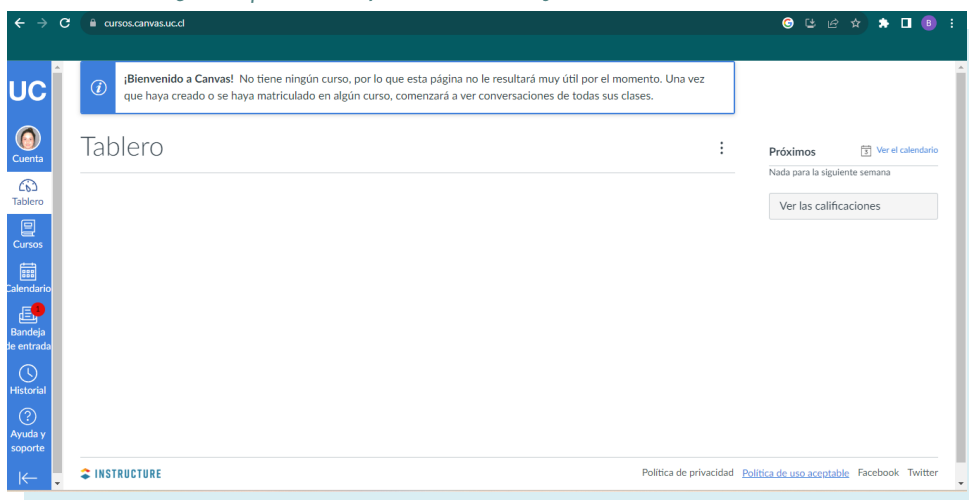 cursos.canvas.uc.cl
B
UC
¡Bienvenido a Canvas! No tiene ningún curso, por lo que esta página no le resultará muy útil por el momento. Una vez
que haya creado o se haya matriculado en algún curso, comenzará a ver conversaciones de todas sus clases.
Cuenta
Tablero
Cursos
Calendario
1
Bandeja
de entrada
Historial
Ayuda y
soporte
Tablero
Próximos
Ver el calendario
Nada para la siguiente semana
Ver las calificaciones
INSTRUCTURE
Política de privacidad Política de uso aceptable Facebook Twitter